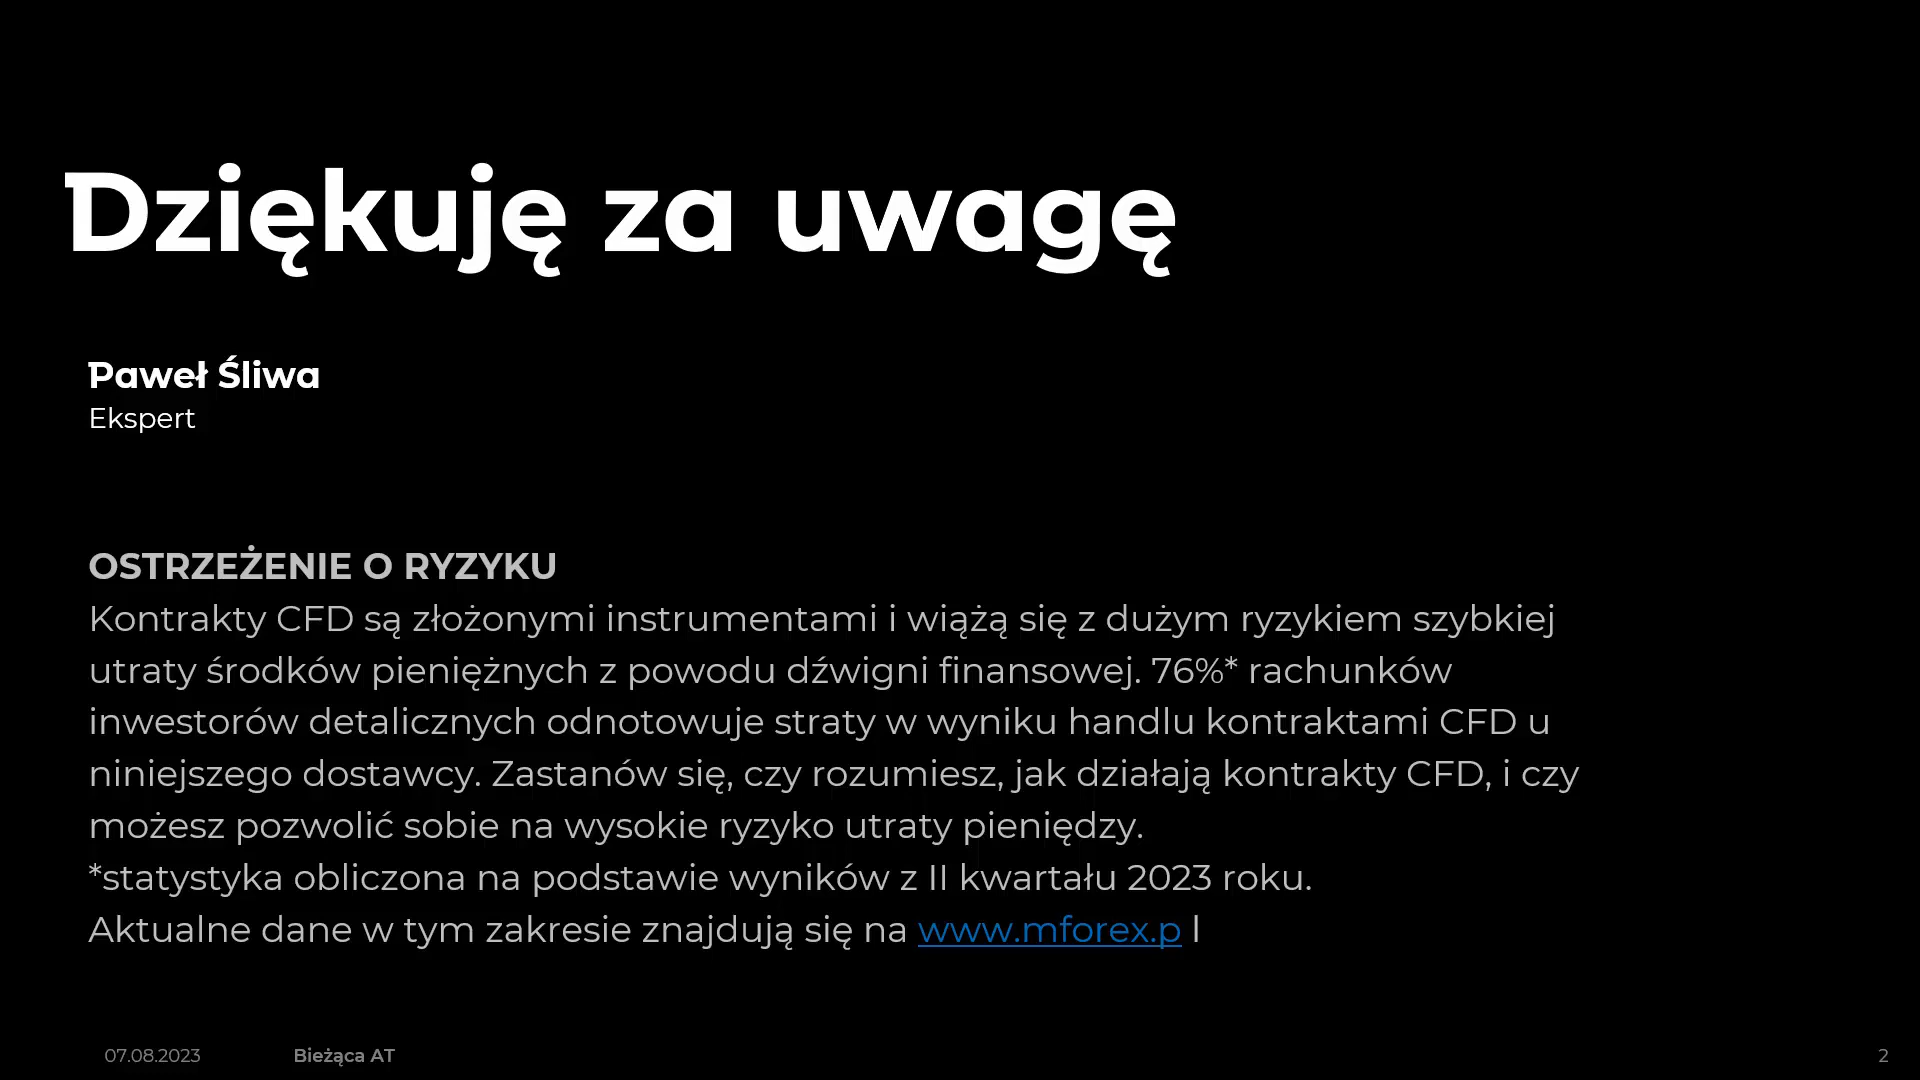 Dziękuję za uwagę
Paweł Śliwa
Ekspert
OSTRZEŻENIE O RYZYKU
Kontrakty CFD są złożonymi instrumentami i wiążą się z dużym ryzykiem szybkiej
utraty środków pieniężnych z powodu dźwigni finansowej. 76%* rachunków
inwestorów detalicznych odnotowuje straty w wyniku handlu kontraktami CFD u
niniejszego dostawcy. Zastanów się, czy rozumiesz, jak działają kontrakty CFD, i czy
możesz pozwolić sobie na wysokie ryzyko utraty pieniędzy.
*statystyka obliczona na podstawie wyników z II kwartału 2023 roku.
Aktualne dane w tym zakresie znajdują się na www.mforex.p l
07.08.2023 Bieżąca AT 2